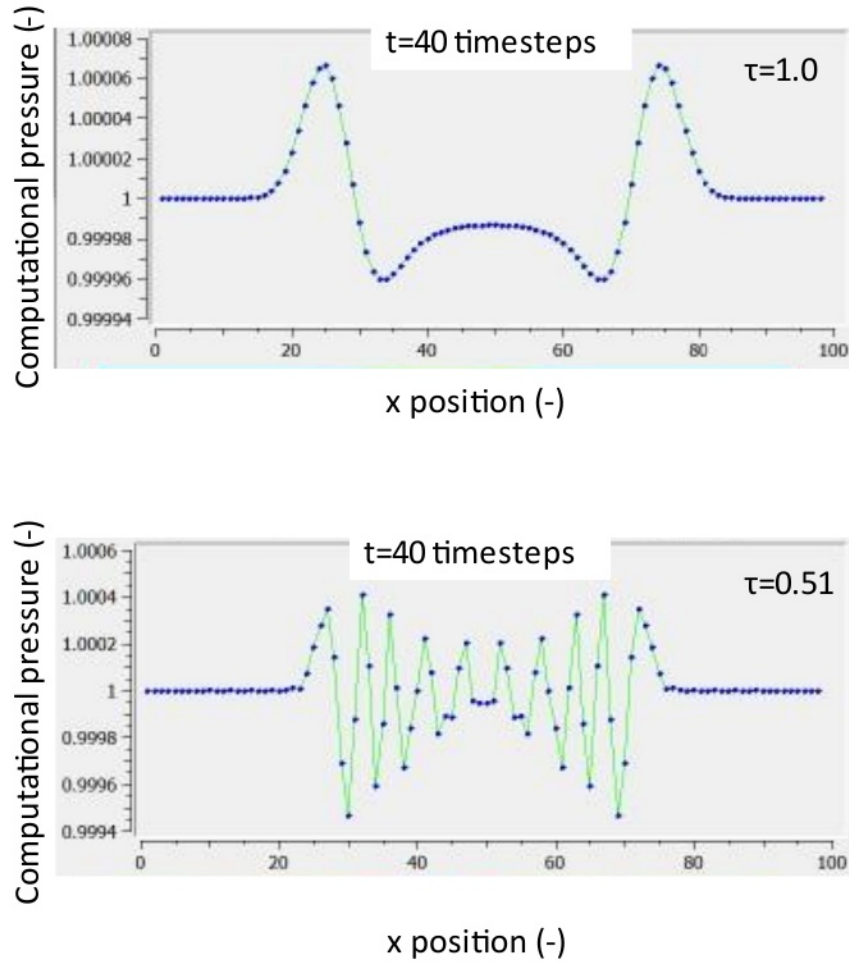 Computational presssure (-)
t=40 timesteps
τ=1.0
1.00008
1.00006
1.00004
1.00002
1
0.99998
0.99996
0.99994
0 20 40 60 80 100
x position (-)
Computational presssure (-)
t=40 timesteps
τ=0.51
1.0006
1.0004
1.0002
1
0.9998
0.9996
0.9994
0 20 40 60 80 100
x position (-)